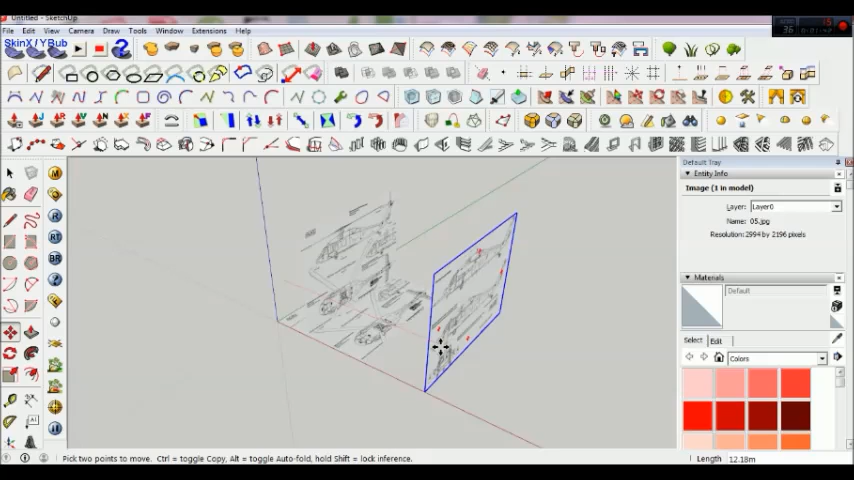 Untitled - SketchUp
File Edit View Camera Draw Tools Window Extensions Help
SkinX/YBub
Default Tray
Entity Info
Image (1 in model)
Layer: Layer0
Name: 05.jpg
Resolution: 2994 by 2196 pixels
Materials
Default
Select Edit
Colors
Pick two points to move. Ctrl = toggle Copy, Alt = toggle Auto-fold, hold Shift = lock inference.
Length 12.18m